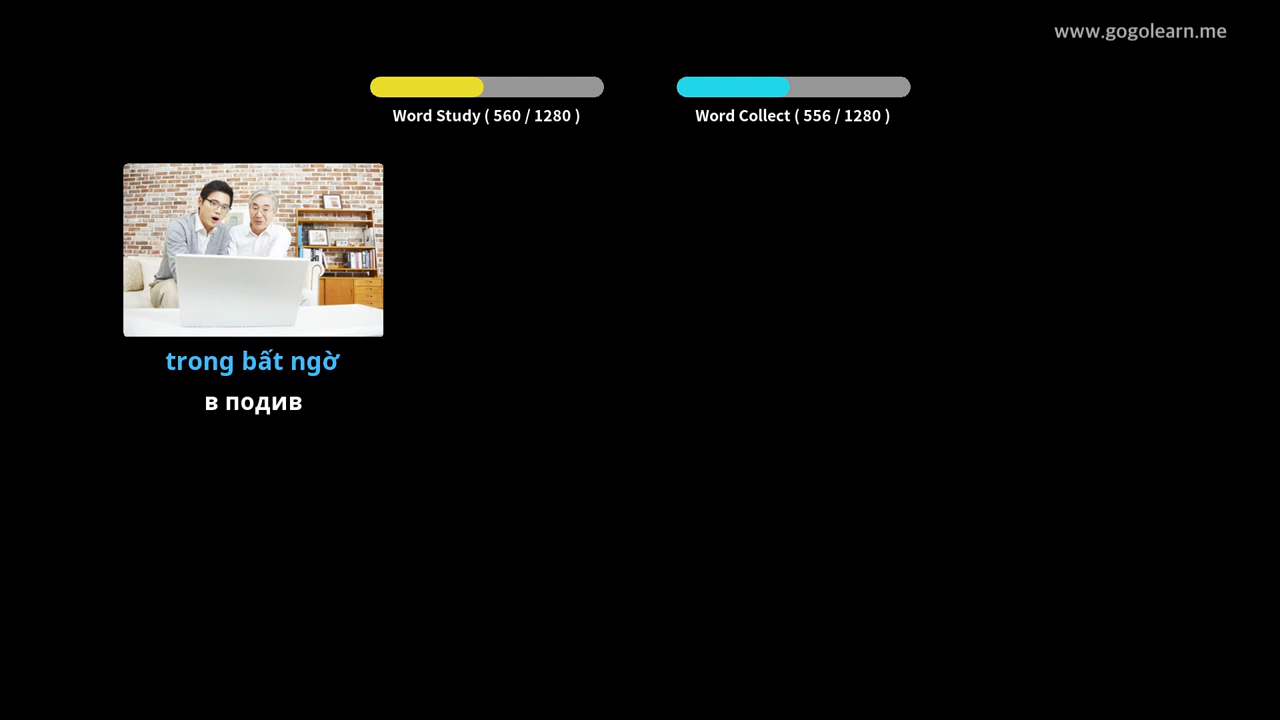 www.gogolearn.me
Word Study ( 560 / 1280 )
Word Collect ( 556 / 1280 )
trong bất ngờ
в подив